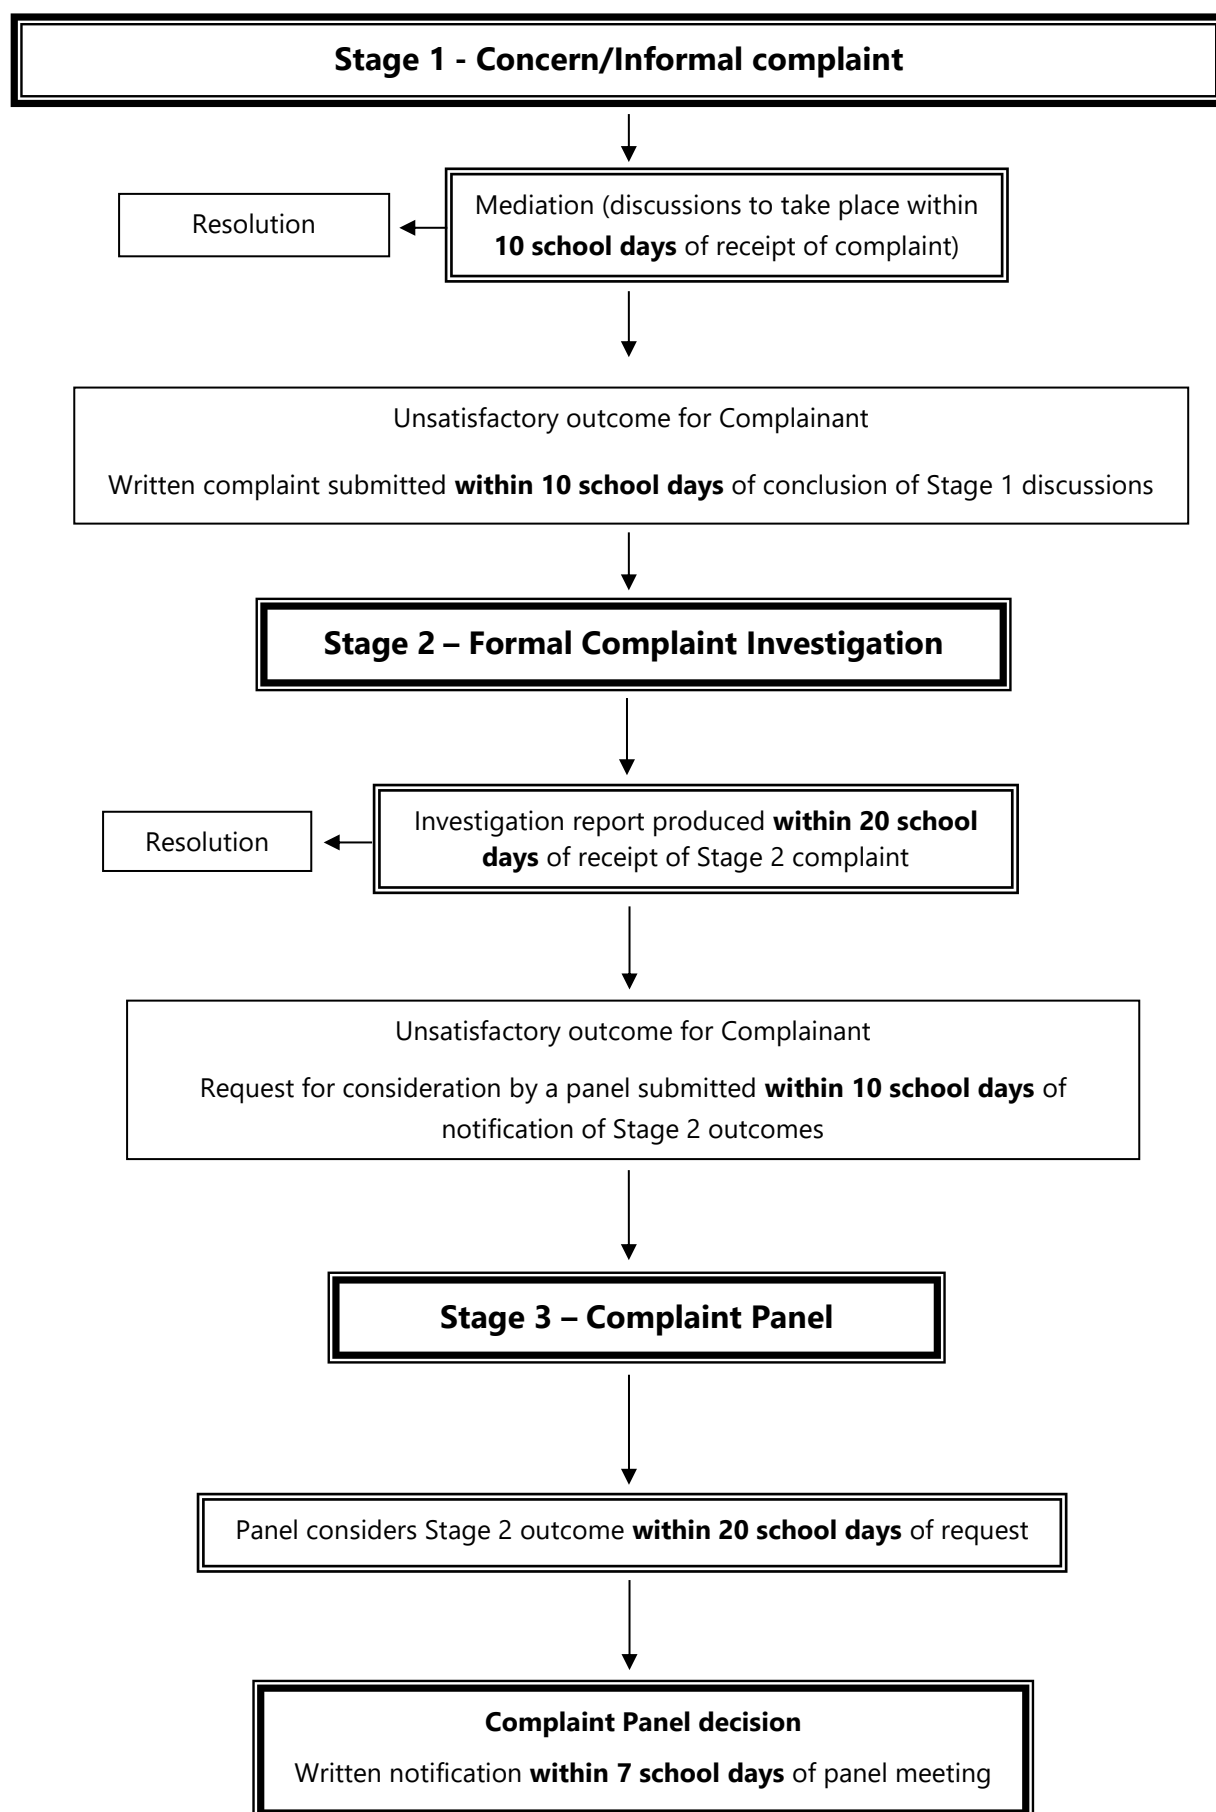 Stage 1 - Concern/Informal complaint
Resolution
Mediation (discussions to take place within
10 school days of receipt of complaint)
Unsatisfactory outcome for Complainant
Written complaint submitted within 10 school days of conclusion of Stage 1 discussions
Stage 2 – Formal Complaint Investigation
Resolution
Investigation report produced within 20 school
days of receipt of Stage 2 complaint
Unsatisfactory outcome for Complainant
Request for consideration by a panel submitted within 10 school days of
notification of Stage 2 outcomes
Stage 3 – Complaint Panel
Panel considers Stage 2 outcome within 20 school days of request
Complaint Panel decision
Written notification within 7 school days of panel meeting